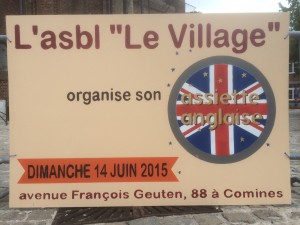 L'asbl "Le Village"
organise son
assiette
anglaise
DIMANCHE 14 JUIN 2015
avenue François Geuten, 88 à Comines